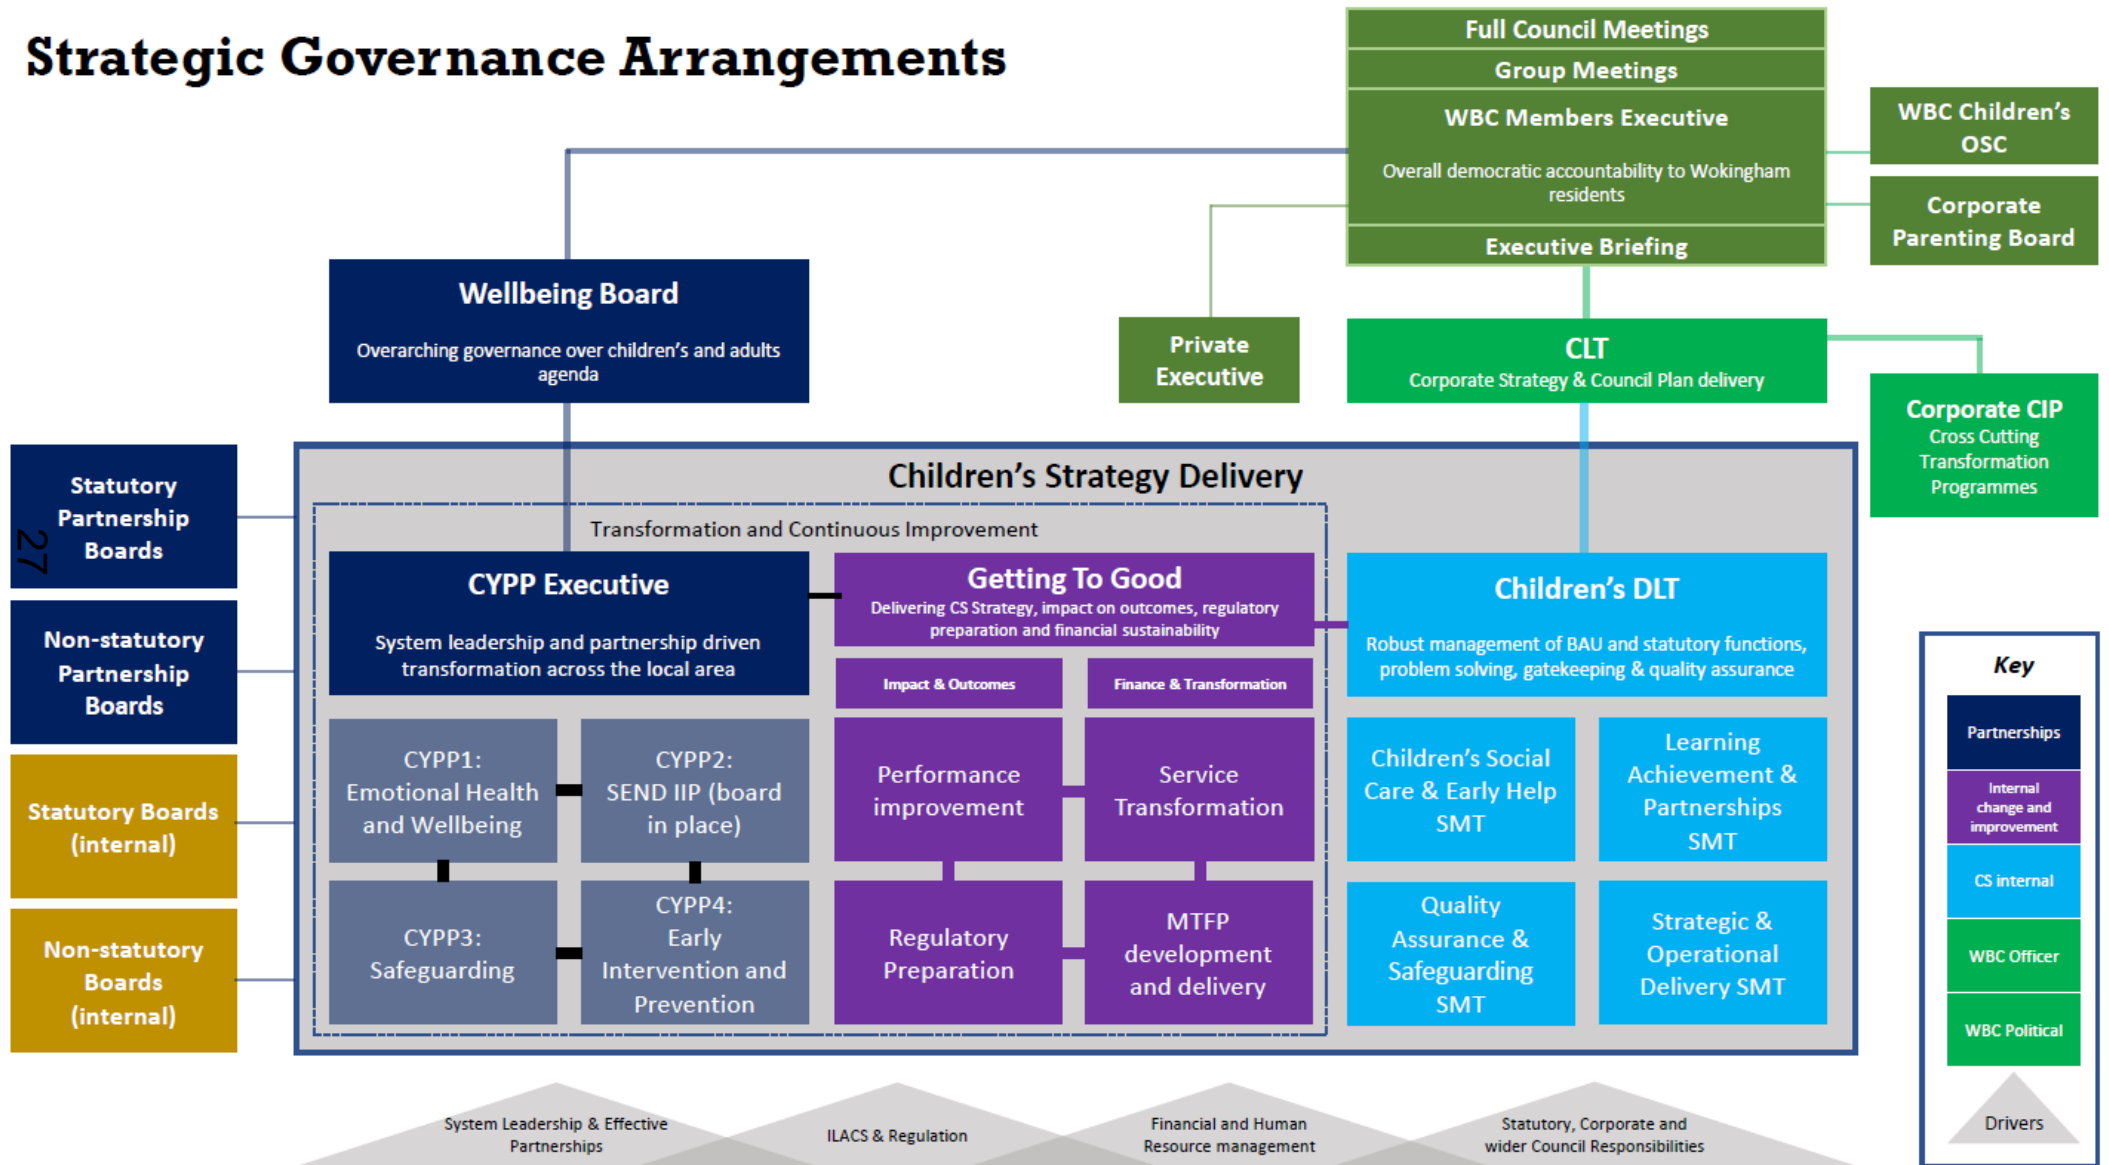 Strategic Governance Arrangements
Full Council Meetings
Group Meetings
WBC Members Executive
Overall democratic accountability to Wokingham
residents
Executive Briefing
WBC Children's
OSC
Corporate
Parenting Board
Wellbeing Board
Overarching governance over children's and adults
agenda
Private
Executive
CLT
Corporate Strategy & Council Plan delivery
Corporate CIP
Cross Cutting
Transformation
Programmes
Statutory
Partnership
Boards
27
Non-statutory
Partnership
Boards
Statutory Boards
(internal)
Non-statutory
Boards
(internal)
Children's Strategy Delivery
Transformation and Continuous Improvement
CYPP Executive
System leadership and partnership driven
transformation across the local area
CYPP1:
Emotional Health
and Wellbeing
CYPP2:
SEND IIP (board
in place)
CYPP3:
Safeguarding
CYPP4:
Early
Intervention and
Prevention
Getting To Good
Delivering CS Strategy, impact on outcomes, regulatory
preparation and financial sustainability
Impact & Outcomes
Finance & Transformation
Performance
improvement
Service
Transformation
Regulatory
Preparation
MTFP
development
and delivery
Children's DLT
Robust management of BAU and statutory functions,
problem solving, gatekeeping & quality assurance
Children's Social
Care & Early Help
SMT
Learning
Achievement &
Partnerships
SMT
Quality
Assurance &
Safeguarding
SMT
Strategic &
Operational
Delivery SMT
Key
Partnerships
Internal
change and
improvement
CS internal
WBC Officer
WBC Political
Drivers
System Leadership & Effective
Partnerships
ILACS & Regulation
Financial and Human
Resource management
Statutory, Corporate and
wider Council Responsibilities